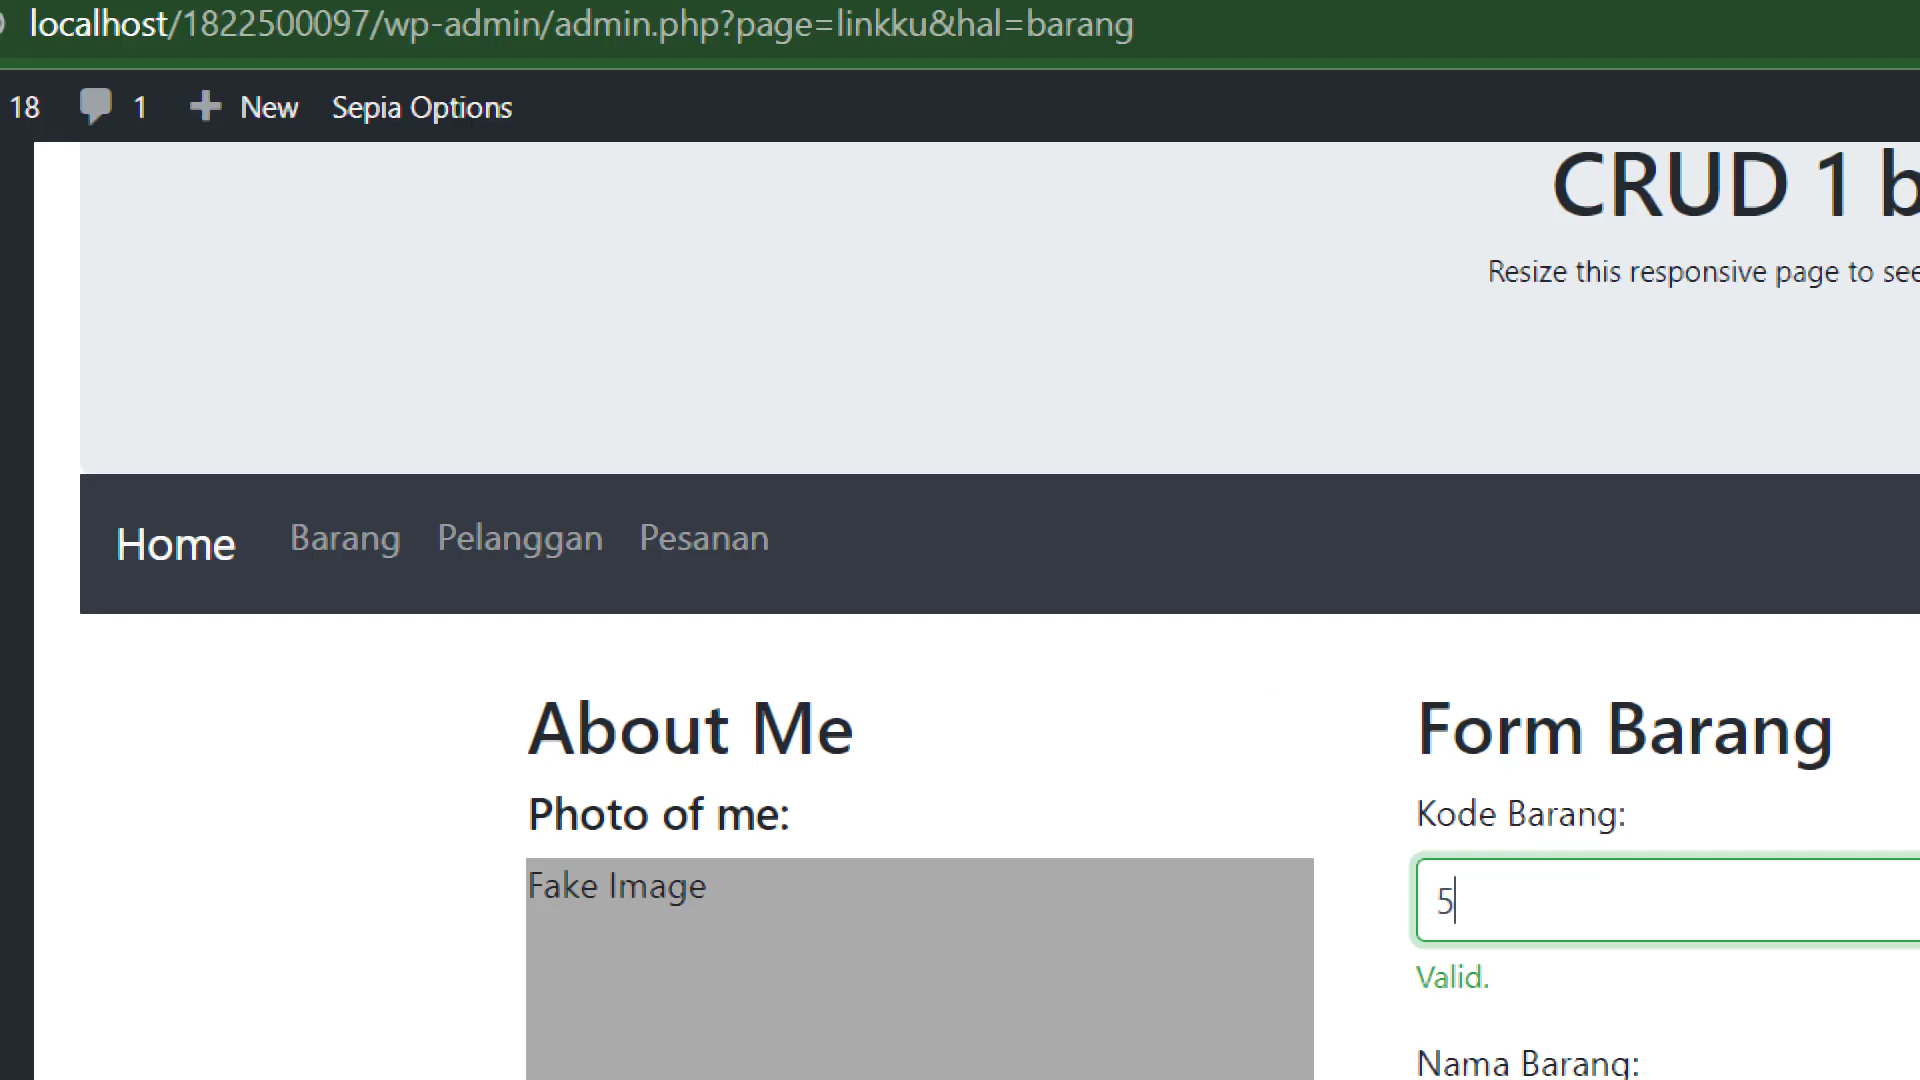 localhost/1822500097/wp-admin/admin.php?page=linkku&hal=barang
18 1 New Sepia Options
CRUD 1 b
Resize this responsive page to see
Home Barang Pelanggan Pesanan
About Me
Photo of me:
Fake Image
Form Barang
Kode Barang:
5
Valid.
Nama Barang: